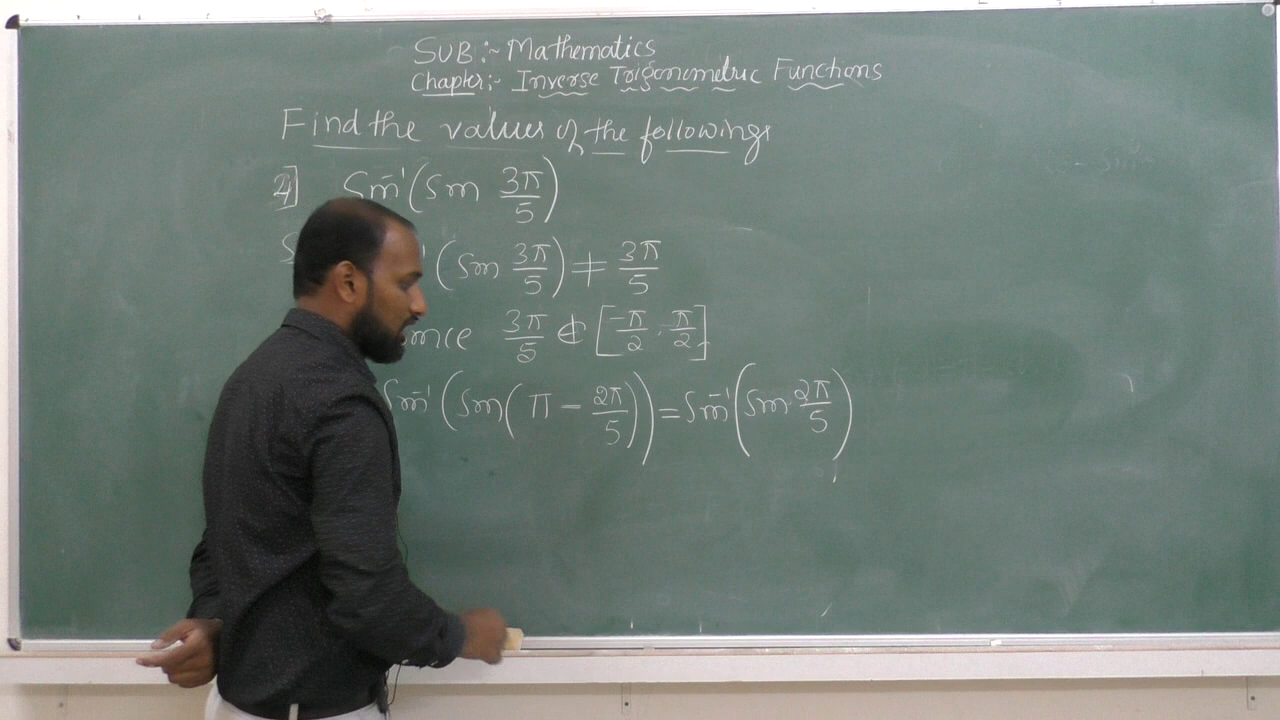 SUB:- Mathematics
Chapter:- Inverse Trigonometric Functions
Find the values of the followings
4] Sin⁻¹(Sin 3π/5)
(Sin 3π/5) ≠ 3π/5
3π/5 ∉ [-π/2, π/2]
Sin⁻¹(Sin(π - 2π/5)) = Sin⁻¹(Sin 2π/5)